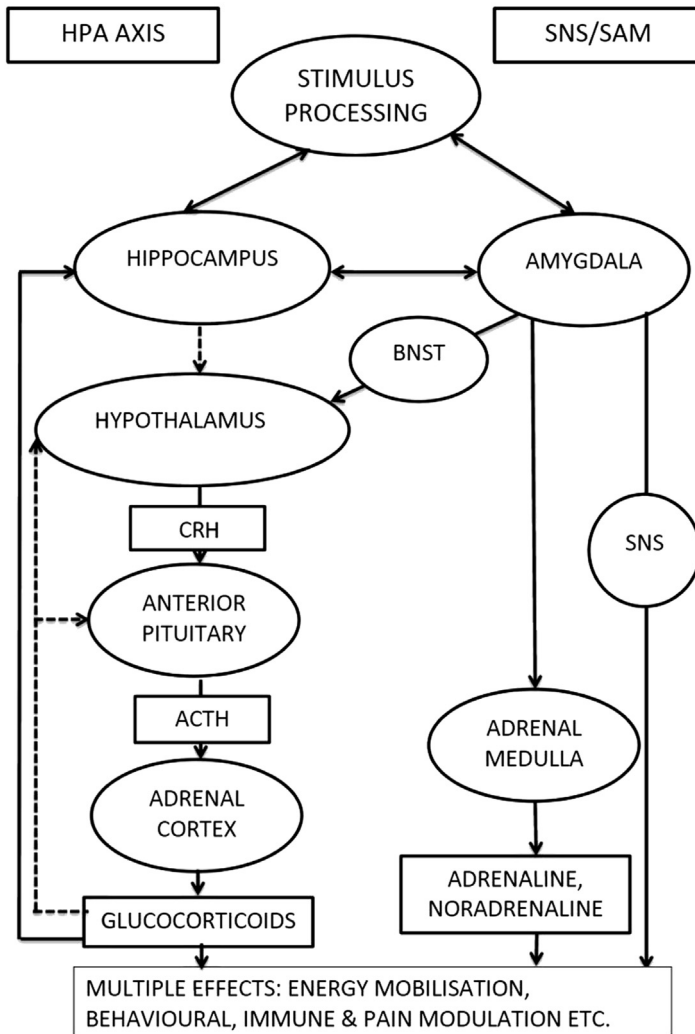 HPA AXIS
SNS/SAM
STIMULUS
PROCESSING
HIPPOCAMPUS
AMYGDALA
BNST
HYPOTHALAMUS
CRH
SNS
ANTERIOR
PITUITARY
ACTH
ADRENAL
MEDULLA
ADRENAL
CORTEX
ADRENALINE,
NORADRENALINE
GLUCOCORTICOIDS
MULTIPLE EFFECTS: ENERGY MOBILISATION,
BEHAVIOURAL, IMMUNE & PAIN MODULATION ETC.